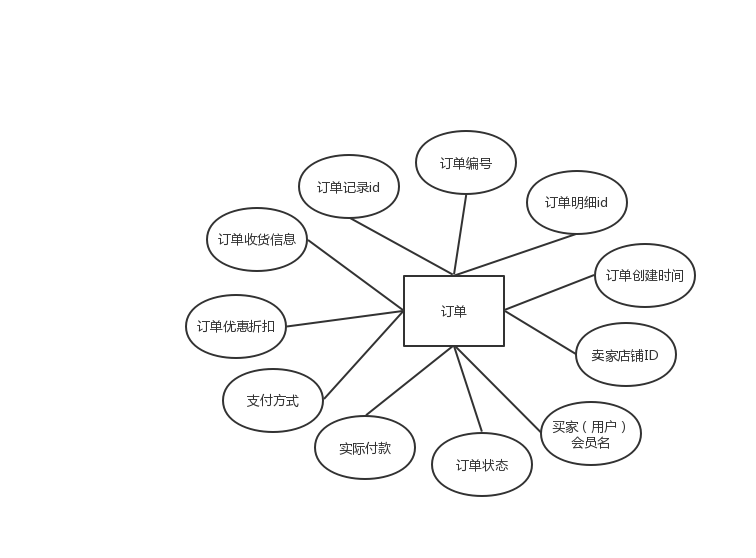 订单编号
订单记录id
订单明细id
订单收货信息
订单创建时间
订单
订单优惠折扣
卖家店铺ID
支付方式
买家（用户）
会员名
实际付款
订单状态